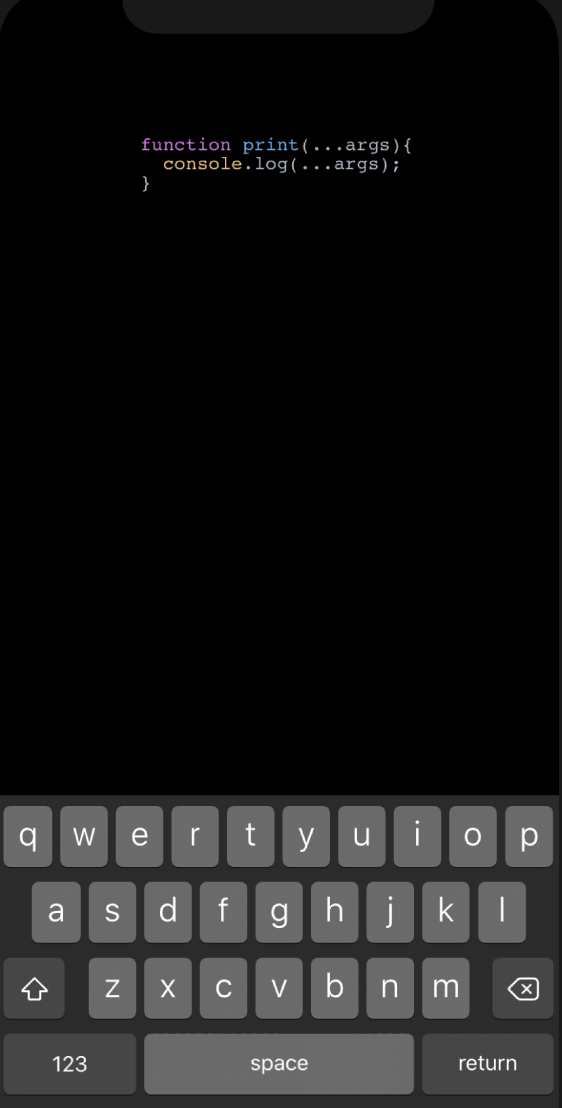 function print(...args){
  console.log(...args);
}
q w e r t y u i o p
a s d f g h j k l
z x c v b n m
123 space return